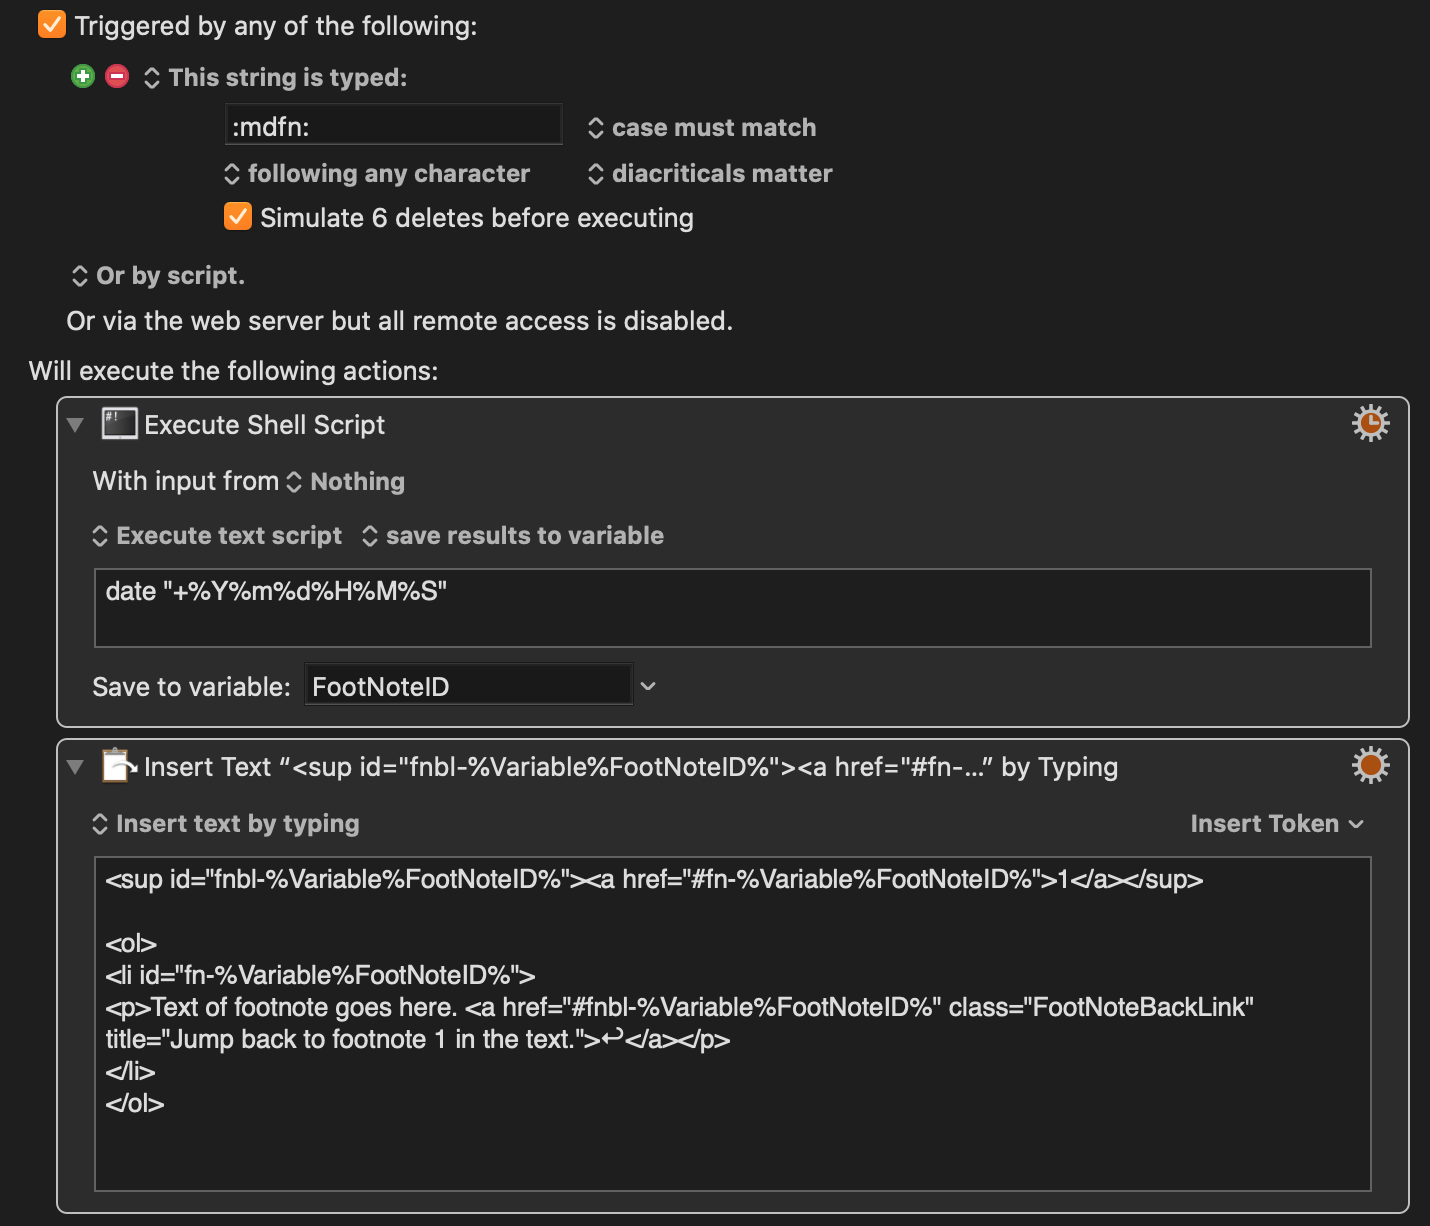 Triggered by any of the following:
This string is typed:
:mdfn: case must match
following any character diacriticals matter
Simulate 6 deletes before executing
Or by script.
Or via the web server but all remote access is disabled.
Will execute the following actions:
#! Execute Shell Script
With input from Nothing
Execute text script save results to variable
date "+%Y%m%d%H%M%S"
Save to variable: FootNoteID
Insert Text “<sup id="fnbl-%Variable%FootNoteID%"><a href="#fn-…” by Typing
Insert text by typing Insert Token
<sup id="fnbl-%Variable%FootNoteID%"><a href="#fn-%Variable%FootNoteID%">1</a></sup>
<ol>
<li id="fn-%Variable%FootNoteID%">
<p>Text of footnote goes here. <a href="#fnbl-%Variable%FootNoteID%" class="FootNoteBackLink"
title="Jump back to footnote 1 in the text.">↩</a></p>
</li>
</ol>